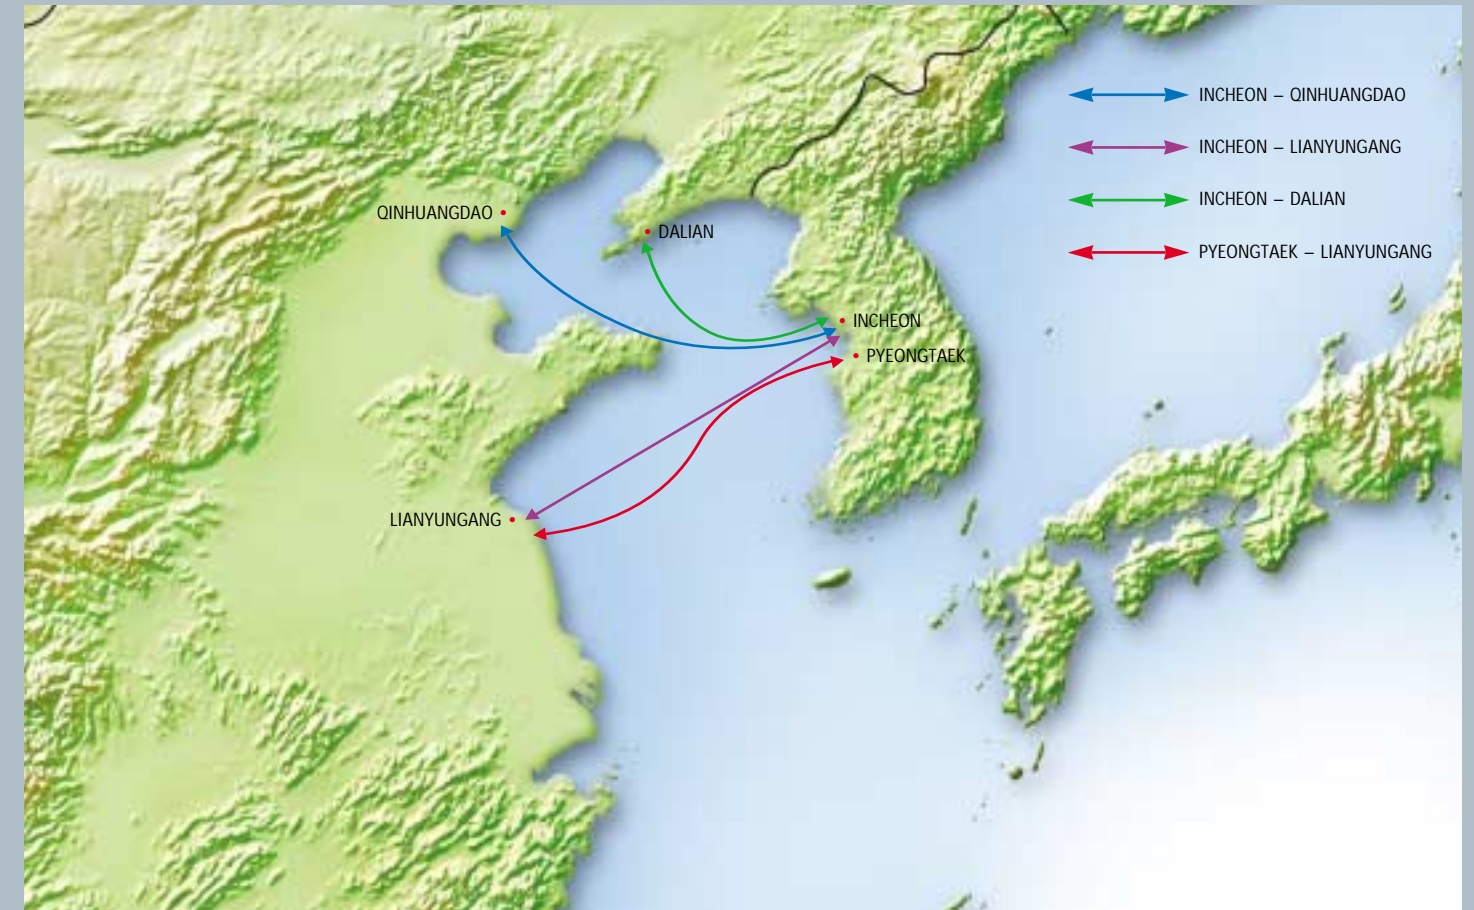 INCHEON – QINHUANGDAO
INCHEON – LIANYUNGANG
INCHEON – DALIAN
PYEONGTAEK – LIANYUNGANG
QINHUANGDAO
DALIAN
INCHEON
PYEONGTAEK
LIANYUNGANG